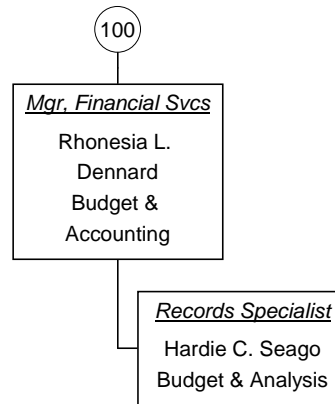 100
Mgr, Financial Svcs
Rhonesia L.
Dennard
Budget &
Accounting
Records Specialist
Hardie C. Seago
Budget & Analysis